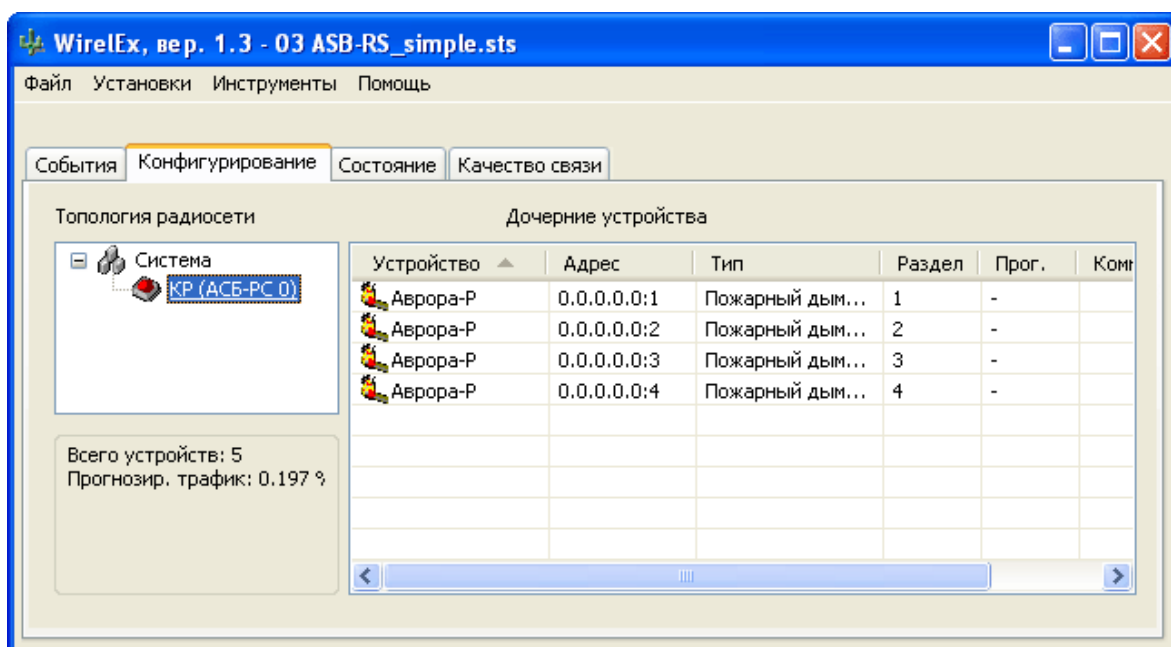 WirelEx, вер. 1.3 - 03 ASB-RS_simple.sts
Файл Установки Инструменты Помощь
События Конфигурирование Состояние Качество связи
Топология радиосети Дочерние устройства
Система
КР (АСБ-РС 0)
Устройство Адрес Тип Раздел Прог.
Аврора-Р 0.0.0.0.0:1 Пожарный дым... 1 -
Аврора-Р 0.0.0.0.0:2 Пожарный дым... 2 -
Аврора-Р 0.0.0.0.0:3 Пожарный дым... 3 -
Аврора-Р 0.0.0.0.0:4 Пожарный дым... 4 -
Всего устройств: 5
Прогнозир. трафик: 0.197 %